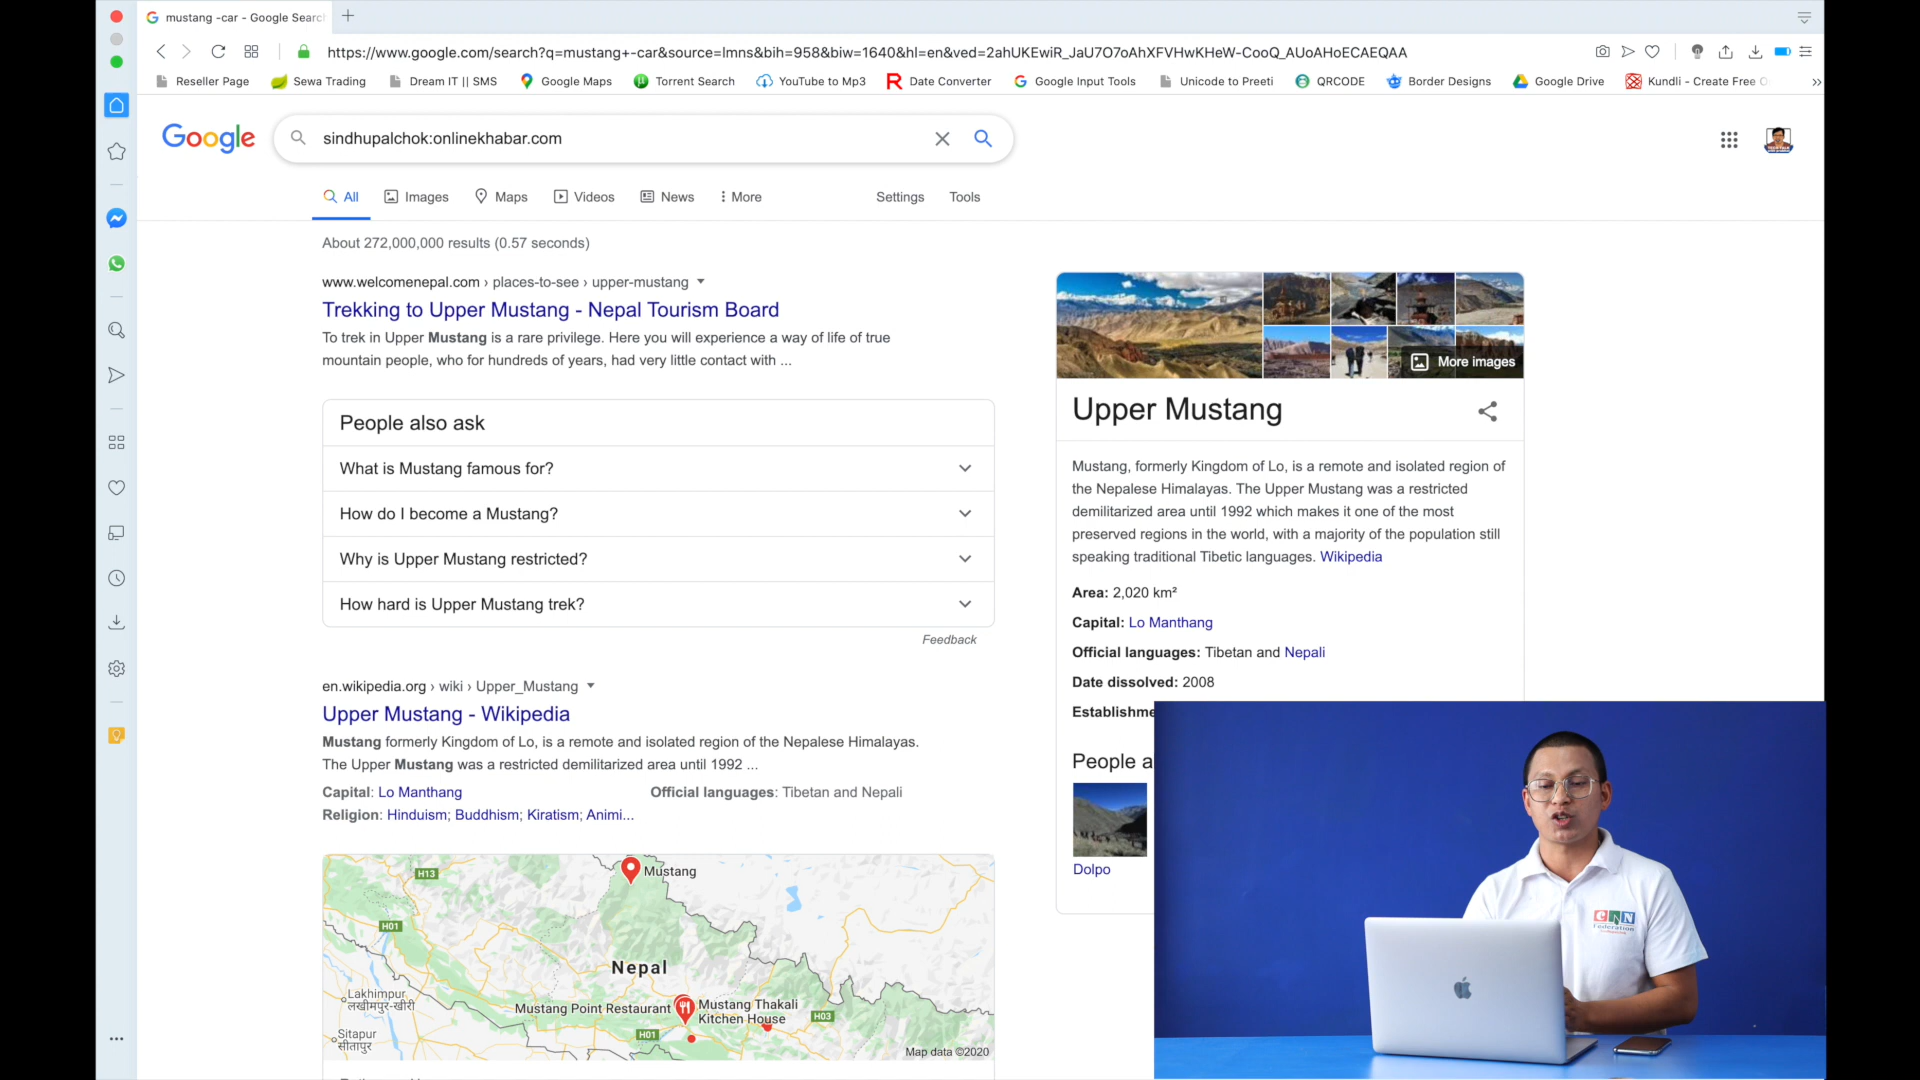 mustang -car - Google Search
https://www.google.com/search?q=mustang+-car&source=lmns&bih=958&biw=1640&hl=en&ved=2ahUKEwiR_JaU7O7oAhXFVHwKHeW-CooQ_AUoAHoECAEQAA
Reseller Page
Sewa Trading
Dream IT || SMS
Google Maps
Torrent Search
YouTube to Mp3
Date Converter
Google Input Tools
Unicode to Preeti
QRCODE
Border Designs
Google Drive
Kundli - Create Free
Google
sindhupalchok:onlinekhabar.com
All
Images
Maps
Videos
News
More
Settings
Tools
About 272,000,000 results (0.57 seconds)
www.welcomenepal.com › places-to-see › upper-mustang
Trekking to Upper Mustang - Nepal Tourism Board
To trek in Upper Mustang is a rare privilege. Here you will experience a way of life of true
mountain people, who for hundreds of years, had very little contact with ...
People also ask
What is Mustang famous for?
How do I become a Mustang?
Why is Upper Mustang restricted?
How hard is Upper Mustang trek?
Feedback
en.wikipedia.org › wiki › Upper_Mustang
Upper Mustang - Wikipedia
Mustang formerly Kingdom of Lo, is a remote and isolated region of the Nepalese Himalayas.
The Upper Mustang was a restricted demilitarized area until 1992 ...
Capital: Lo Manthang
Official languages: Tibetan and Nepali
Religion: Hinduism; Buddhism; Kiratism; Animi...
Mustang
H13
H01
Nepal
Lakhimpur
लखीमपुर-खीरी
Mustang Point Restaurant
Mustang Thakali
Kitchen House
H03
H01
Sitapur
सीतापुर
Map data ©2020
More images
Upper Mustang
Mustang, formerly Kingdom of Lo, is a remote and isolated region of
the Nepalese Himalayas. The Upper Mustang was a restricted
demilitarized area until 1992 which makes it one of the most
preserved regions in the world, with a majority of the population still
speaking traditional Tibetic languages. Wikipedia
Area: 2,020 km²
Capital: Lo Manthang
Official languages: Tibetan and Nepali
Date dissolved: 2008
Establishme
People a
Dolpo
CAN
Federation